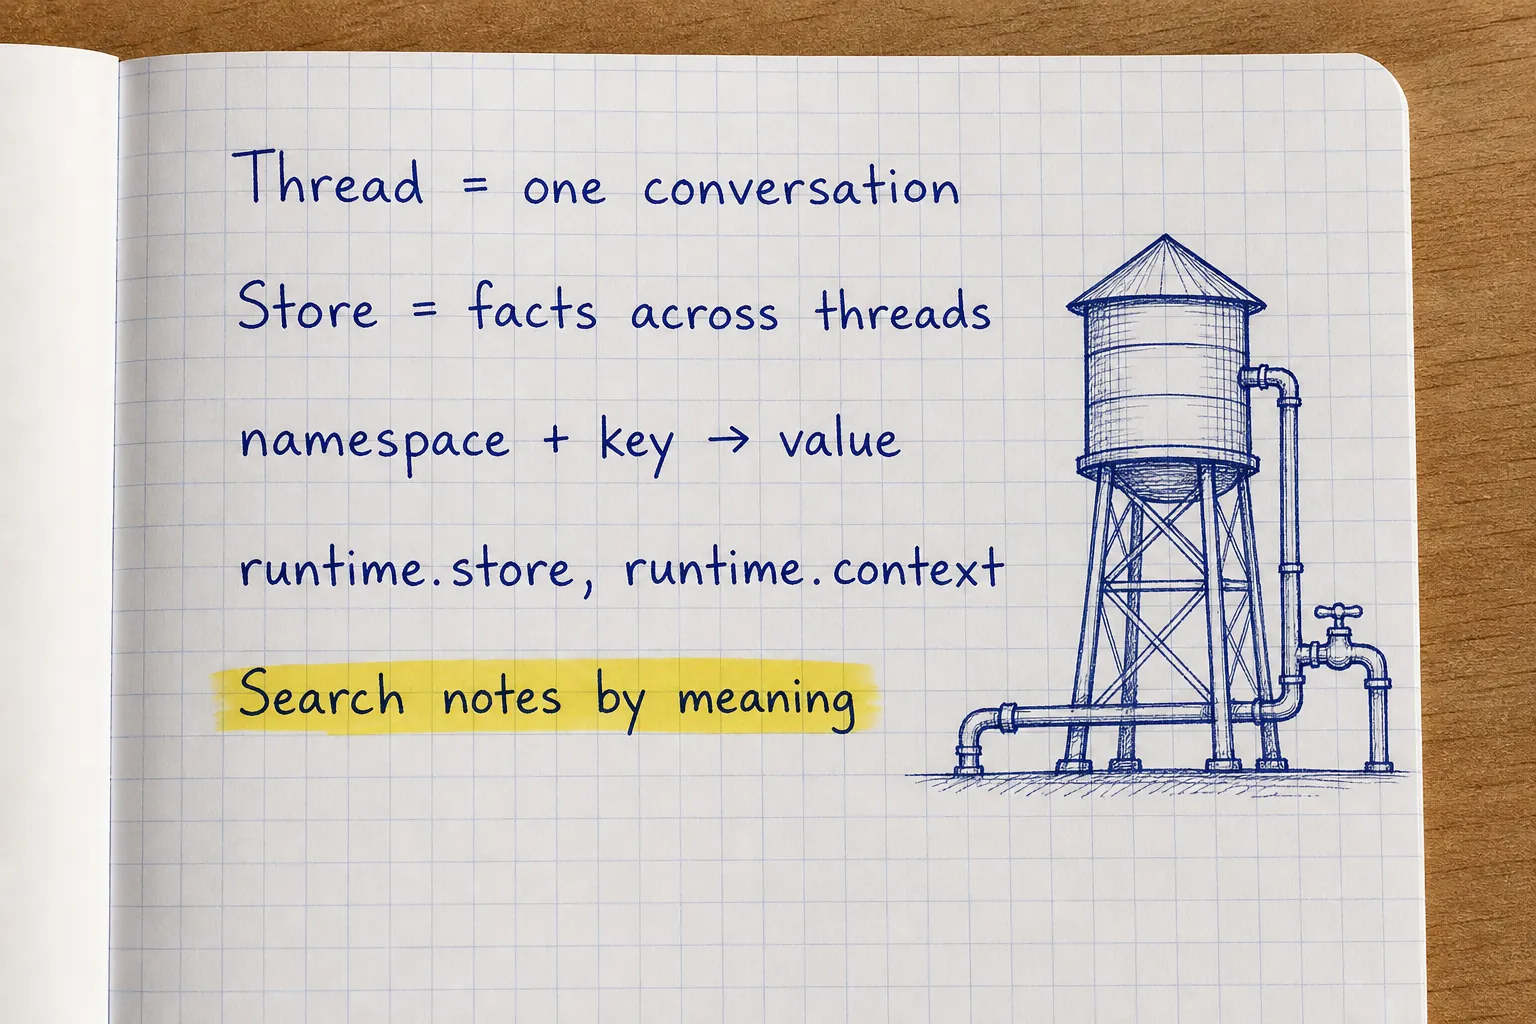 Thread = one conversation
Store = facts across threads
namespace + key → value
runtime.store, runtime.context
Search notes by meaning